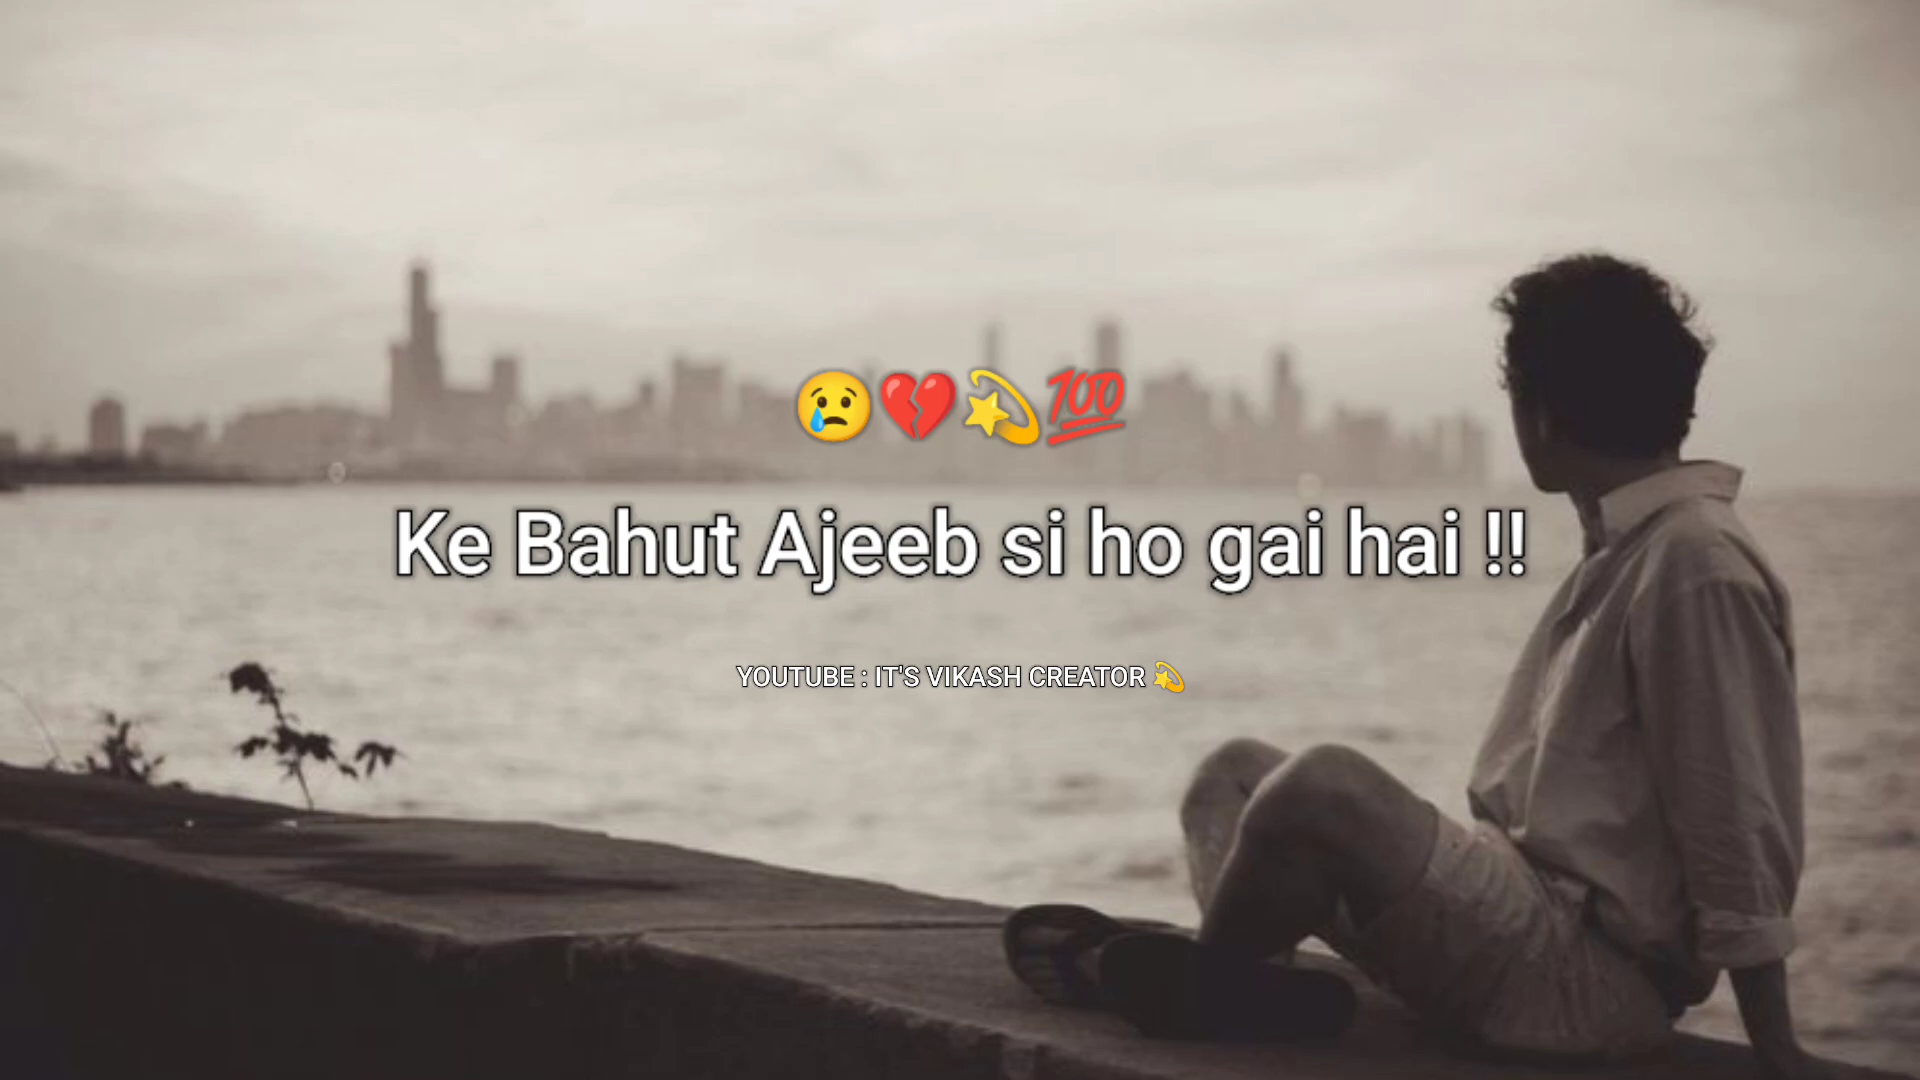 😢💔💫💯
Ke Bahut Ajeeb si ho gai hai !!
YOUTUBE : IT'S VIKASH CREATOR 💫